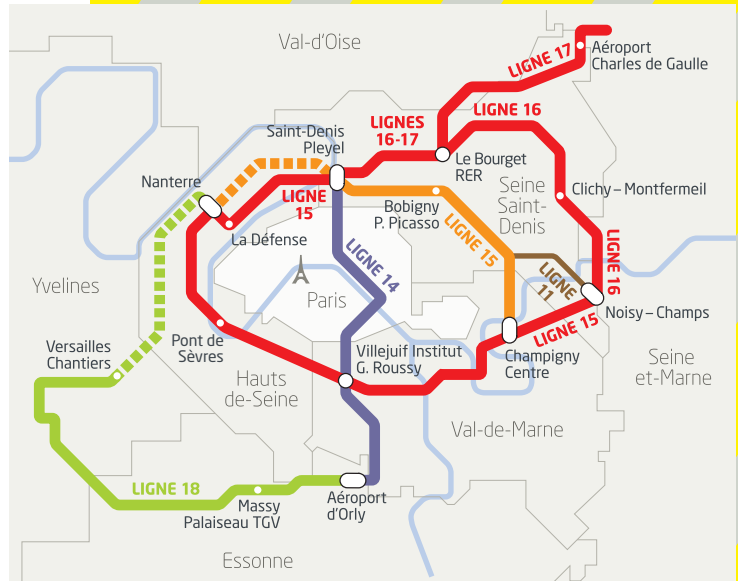 Val-d'Oise
LIGNE 17
Aéroport
Charles de Gaulle
LIGNES
16-17
LIGNE 16
Saint-Denis
Pleyel
Le Bourget
RER
Nanterre
LIGNE
15
Seine
Saint-
Denis
Clichy – Montfermeil
Bobigny
P. Picasso
La Défense
LIGNE 14
LIGNE 15
LIGNE
11
LIGNE 16
Yvelines
Paris
Noisy – Champs
Pont de
Sèvres
LIGNE 15
Versailles
Chantiers
Villejuif Institut
G. Roussy
Champigny
Centre
Seine
et-Marne
Hauts
de-Seine
Val-de-Marne
LIGNE 18
Massy
Palaiseau TGV
Aéroport
d'Orly
Essonne